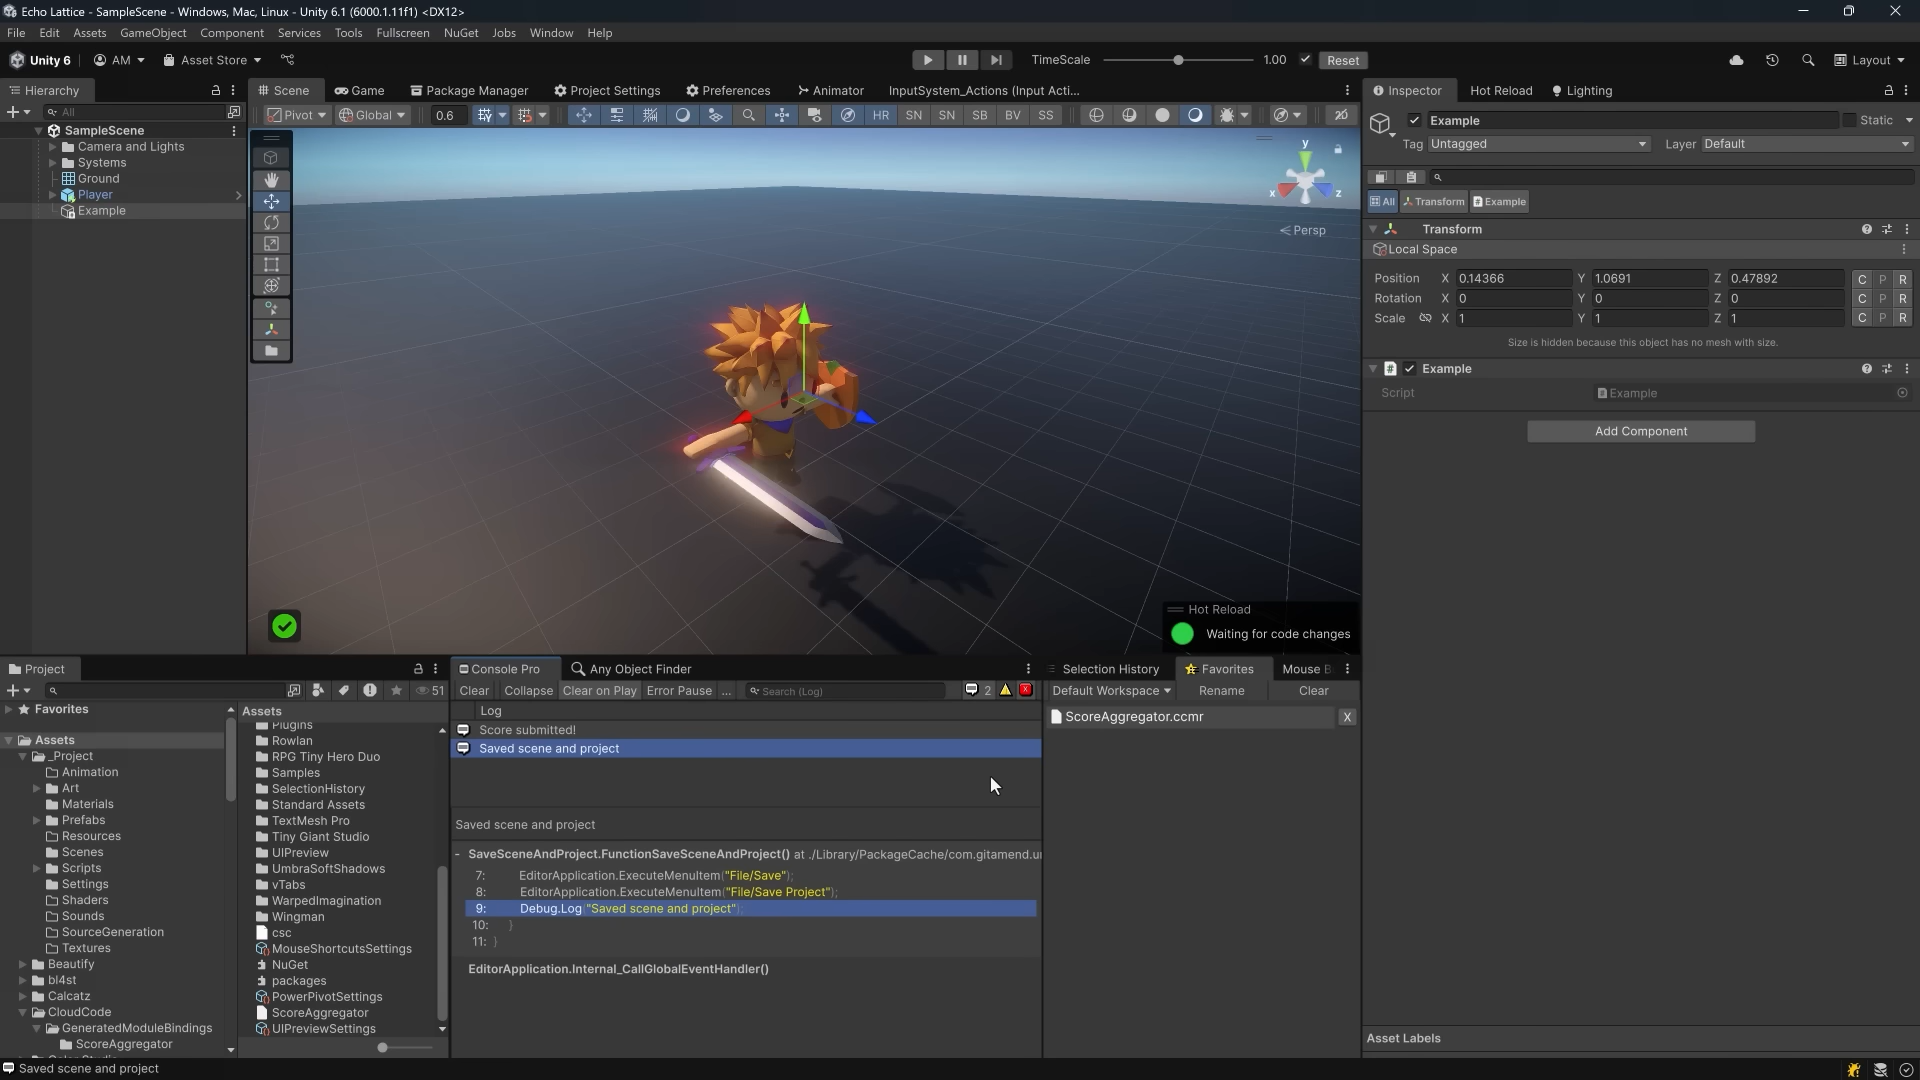 Echo Lattice - SampleScene - Windows, Mac, Linux - Unity 6.1 (6000.1.11f1) <DX12>
File Edit Assets GameObject Component Services Tools Fullscreen NuGet Jobs Window Help
Unity 6 AM Asset Store TimeScale 1.00 Reset Layout
Hierarchy
All
SampleScene
Camera and Lights
Systems
Ground
Player
Example
Scene Game Package Manager Project Settings Preferences Animator InputSystem_Actions (Input Acti...
Pivot Global 0.6 HR SN SN SB BV SS 2D
y
x z
Persp
Hot Reload
Waiting for code changes
Inspector Hot Reload Lighting
Example Static
Tag Untagged Layer Default
All Transform Example
Transform
Local Space
Position X 0.14366 Y 1.0691 Z 0.47892 C P R
Rotation X 0 Y 0 Z 0 C P R
Scale X 1 Y 1 Z 1 C P R
Size is hidden because this object has no mesh with size.
Example
Script Example
Add Component
Asset Labels
Project
51
Favorites
Assets
_Project
Animation
Art
Materials
Prefabs
Resources
Scenes
Scripts
Settings
Shaders
Sounds
SourceGeneration
Textures
Beautify
bl4st
Calcatz
CloudCode
GeneratedModuleBindings
ScoreAggregator
Assets
Plugins
Rowlan
RPG Tiny Hero Duo
Samples
SelectionHistory
Standard Assets
TextMesh Pro
Tiny Giant Studio
UIPreview
UmbraSoftShadows
vTabs
WarpedImagination
Wingman
csc
MouseShortcutsSettings
NuGet
packages
PowerPivotSettings
ScoreAggregator
UIPreviewSettings
Console Pro Any Object Finder
Clear Collapse Clear on Play Error Pause ... Search (Log) 2
Log
Score submitted!
Saved scene and project
Saved scene and project
- SaveSceneAndProject.FunctionSaveSceneAndProject() at ./Library/PackageCache/com.gitamend.u
7: EditorApplication.ExecuteMenuItem("File/Save");
8: EditorApplication.ExecuteMenuItem("File/Save Project");
9: Debug.Log("Saved scene and project");
10: }
11: }
EditorApplication.Internal_CallGlobalEventHandler()
Selection History Favorites Mouse B
Default Workspace Rename Clear
ScoreAggregator.ccmr X
Saved scene and project